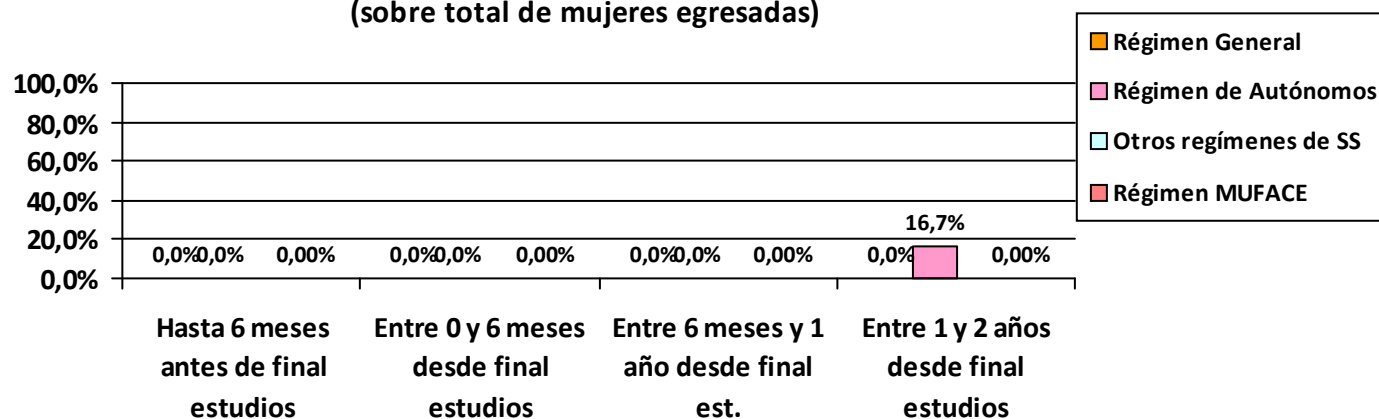 (sobre total de mujeres egresadas)
Régimen General
Régimen de Autónomos
Otros regímenes de SS
Régimen MUFACE
100,0%
80,0%
60,0%
40,0%
20,0%
0,0%
16,7%
0,0% 0,0% 0,00% 0,0% 0,0% 0,00% 0,0% 0,0% 0,00% 0,0% 0,00%
Hasta 6 meses
antes de final
estudios
Entre 0 y 6 meses
desde final
estudios
Entre 6 meses y 1
año desde final
est.
Entre 1 y 2 años
desde final
estudios